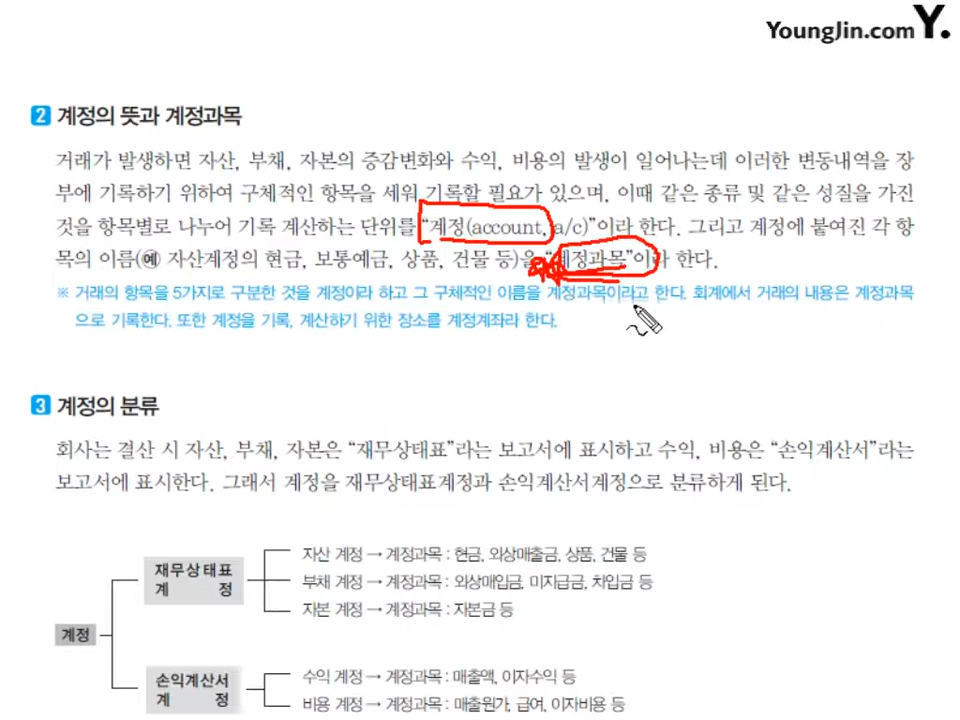 YoungJin.com Y.
2 계정의 뜻과 계정과목
거래가 발생하면 자산, 부채, 자본의 증감변화와 수익, 비용의 발생이 일어나는데 이러한 변동내역을 장
부에 기록하기 위하여 구체적인 항목을 세워 기록할 필요가 있으며, 이때 같은 종류 및 같은 성질을 가진
것을 항목별로 나누어 기록 계산하는 단위를 “계정(account, a/c)”이라 한다. 그리고 계정에 붙여진 각 항
목의 이름(예 자산계정의 현금, 보통예금, 상품, 건물 등)을 “계정과목”이라 한다.
※ 거래의 항목을 5가지로 구분한 것을 계정이라 하고 그 구체적인 이름을 계정과목이라고 한다. 회계에서 거래의 내용은 계정과목
으로 기록한다. 또한 계정을 기록, 계산하기 위한 장소를 계정계좌라 한다.
3 계정의 분류
회사는 결산 시 자산, 부채, 자본은 “재무상태표”라는 보고서에 표시하고 수익, 비용은 “손익계산서”라는
보고서에 표시한다. 그래서 계정을 재무상태표계정과 손익계산서계정으로 분류하게 된다.
계정
재무상태표
계 정
자산 계정 → 계정과목 : 현금, 외상매출금, 상품, 건물 등
부채 계정 → 계정과목 : 외상매입금, 미지급금, 차입금 등
자본 계정 → 계정과목 : 자본금 등
손익계산서
계 정
수익 계정 → 계정과목 : 매출액, 이자수익 등
비용 계정 → 계정과목 : 매출원가, 급여, 이자비용 등